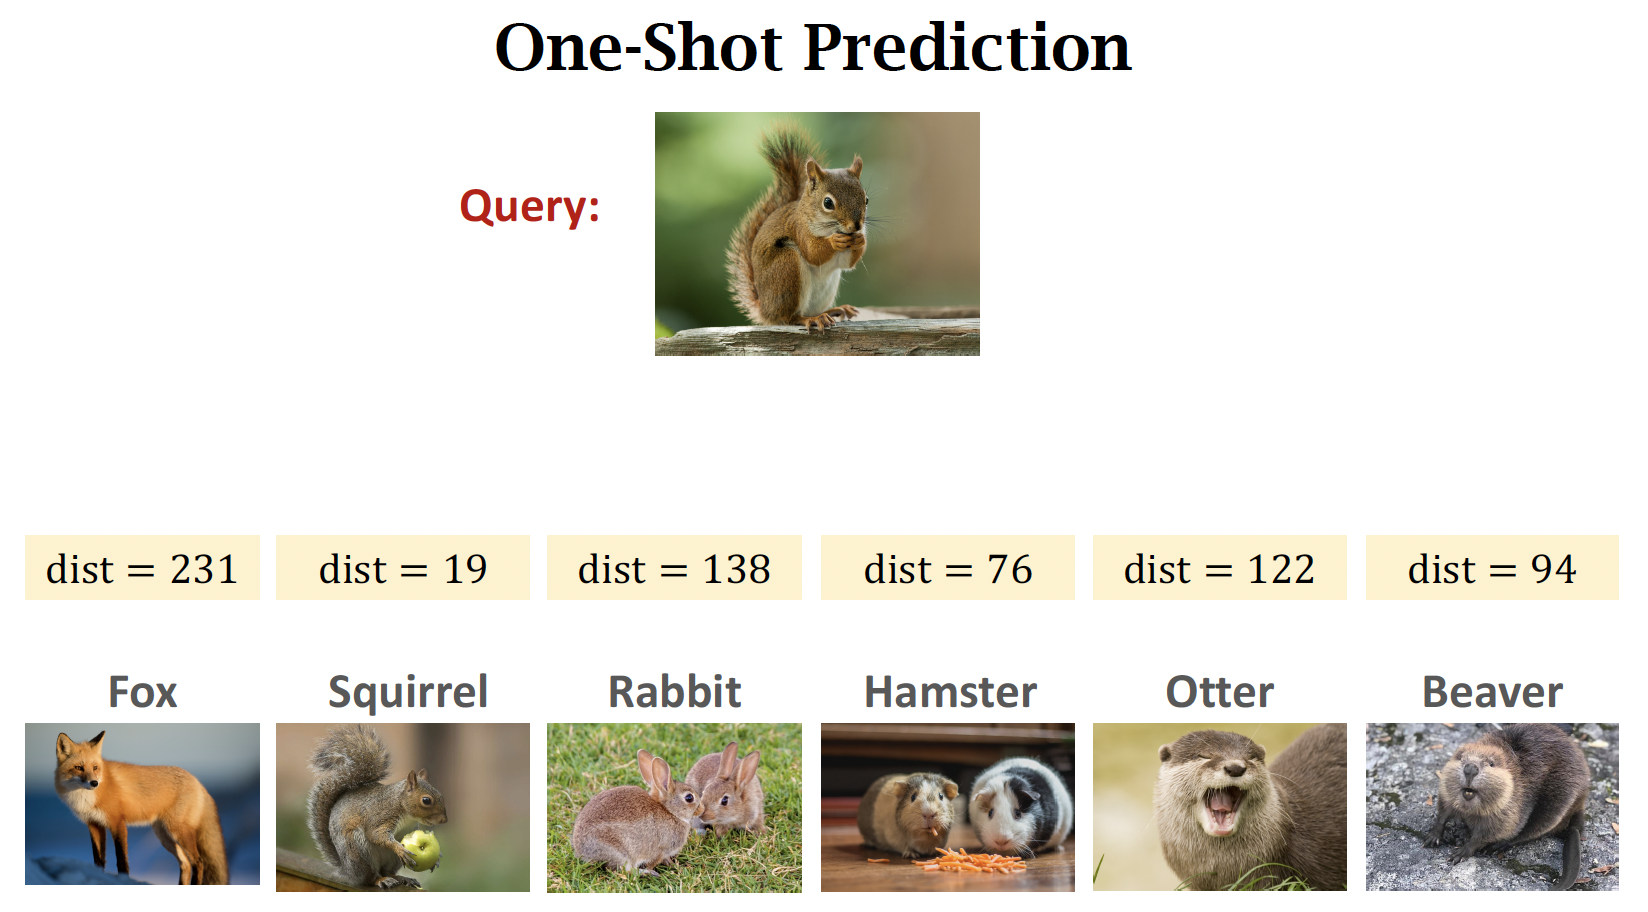 One-Shot Prediction
Query:
dist = 231 dist = 19 dist = 138 dist = 76 dist = 122 dist = 94
Fox Squirrel Rabbit Hamster Otter Beaver